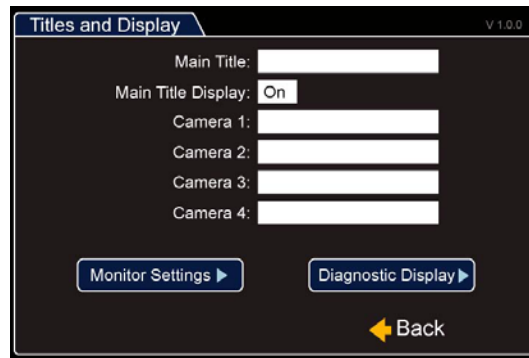 Titles and Display
V 1.0.0
Main Title:
Main Title Display: On
Camera 1:
Camera 2:
Camera 3:
Camera 4:
Monitor Settings
Diagnostic Display
Back